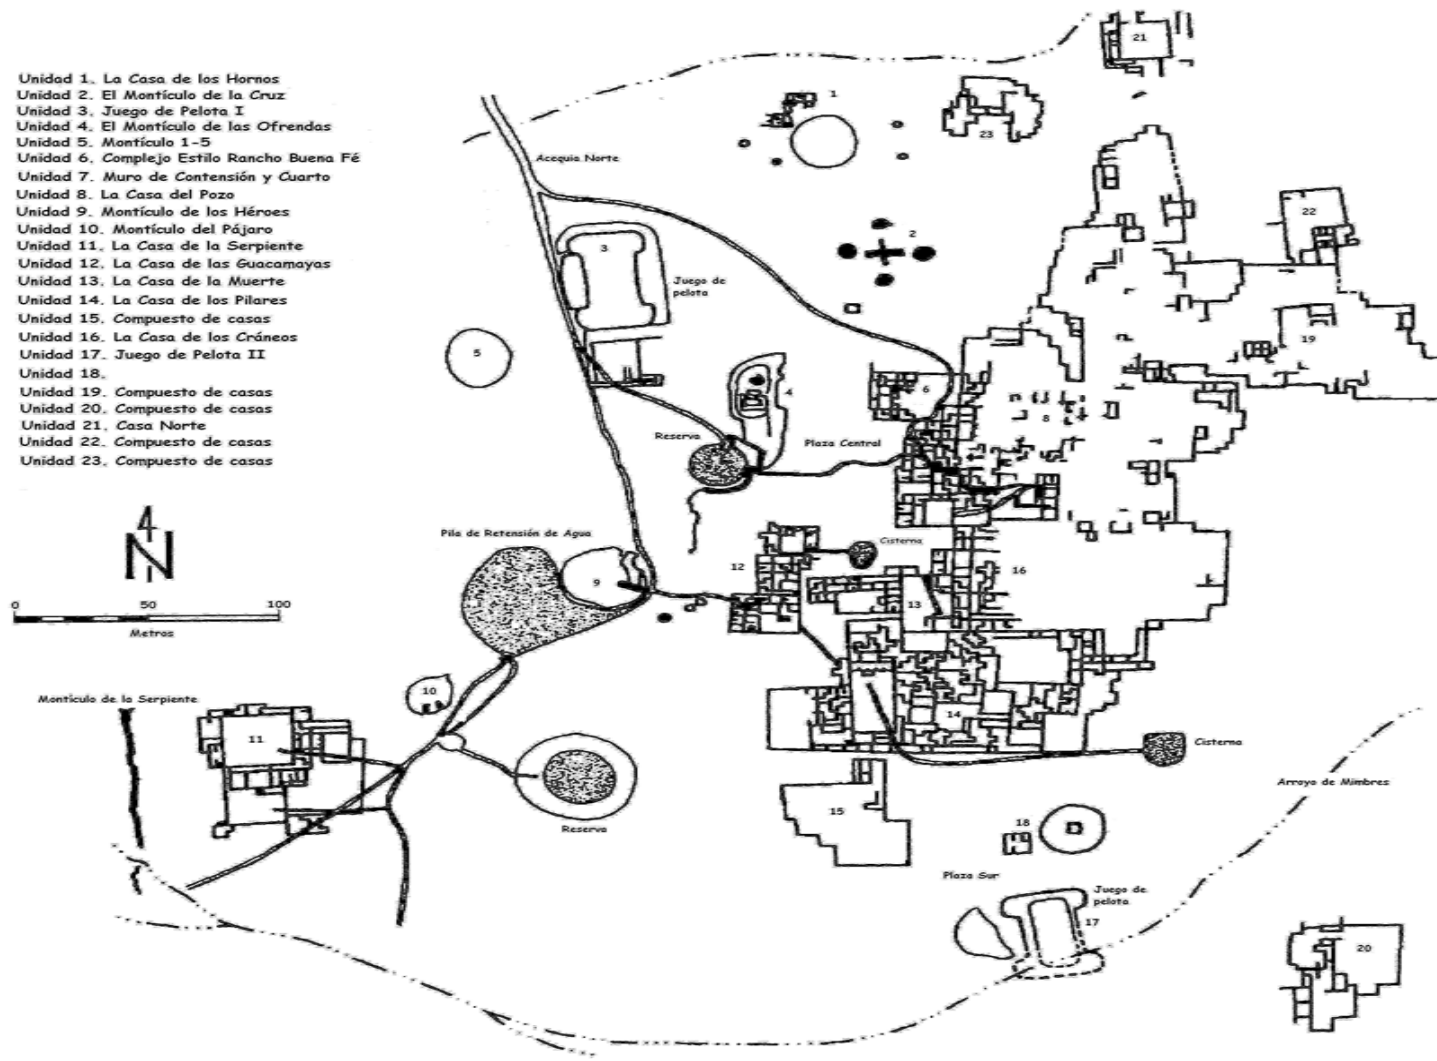 Unidad 1. La Casa de los Hornos
Unidad 2. El Montículo de la Cruz
Unidad 3. Juego de Pelota I
Unidad 4. El Montículo de las Ofrendas
Unidad 5. Montículo 1-5
Unidad 6. Complejo Estilo Rancho Buena Fé
Unidad 7. Muro de Contensión y Cuarto
Unidad 8. La Casa del Pozo
Unidad 9. Montículo de los Héroes
Unidad 10. Montículo del Pájaro
Unidad 11. La Casa de la Serpiente
Unidad 12. La Casa de las Guacamayas
Unidad 13. La Casa de la Muerte
Unidad 14. La Casa de los Pilares
Unidad 15. Compuesto de casas
Unidad 16. La Casa de los Cráneos
Unidad 17. Juego de Pelota II
Unidad 18.
Unidad 19. Compuesto de casas
Unidad 20. Compuesto de casas
Unidad 21. Casa Norte
Unidad 22. Compuesto de casas
Unidad 23. Compuesto de casas
N
0 50 100
Metros
21
1
23
Acequia Norte
22
2
3
Juego de
pelota
19
5
4
6
8
Reserva
Plaza Central
Pila de Retensión de Agua
Cisterna
12
16
9
13
10
Montículo de la Serpiente
11
14
Cisterna
Arroyo de Mimbres
15
18
Reserva
Plaza Sur
Juego de
pelota
17
20